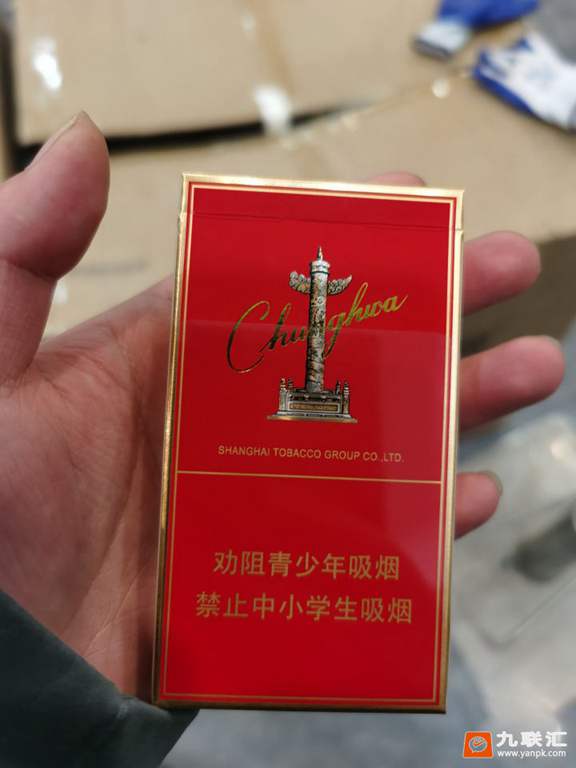 Chunghwa
SHANGHAI TOBACCO GROUP CO.,LTD.
劝阻青少年吸烟
禁止中小学生吸烟
九联汇
www.yanpk.com